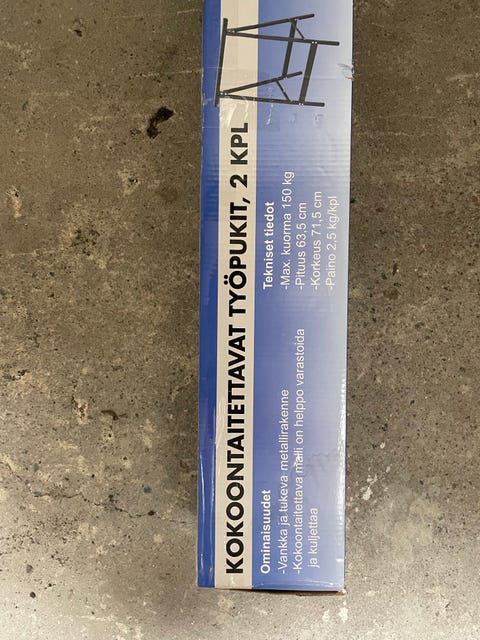 KOKOONTAITETTAVAT TYÖPUKIT, 2 KPL
Ominaisuudet
-Vankka ja tukeva metallirakenne
-Kokoontaitettava malli on helppo varastoida
ja kuljettaa
Tekniset tiedot
-Max. kuorma 150 kg
-Pituus 63,5 cm
-Korkeus 71,5 cm
-Paino 2,5 kg/kpl